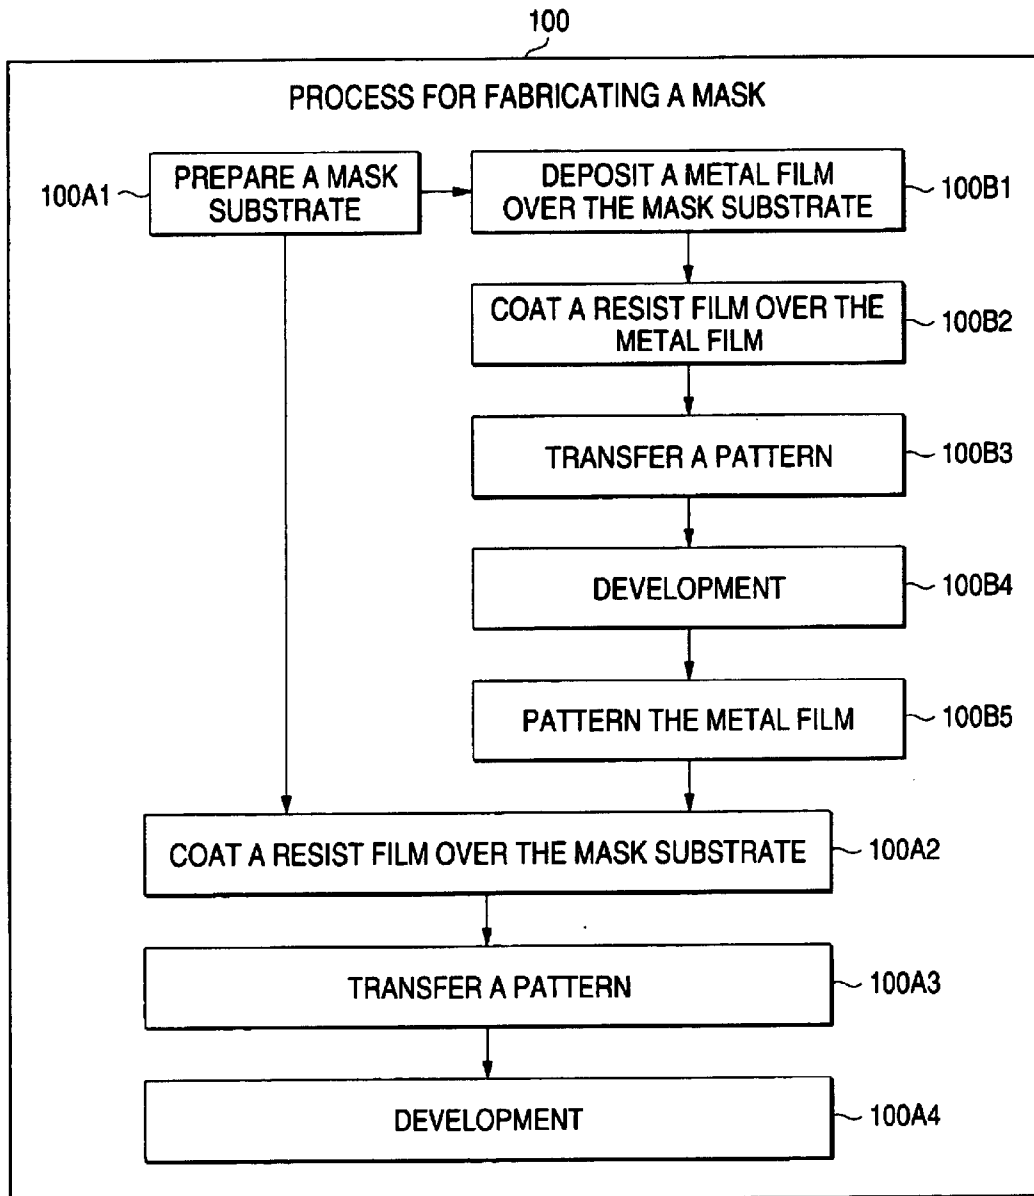 100
PROCESS FOR FABRICATING A MASK
100A1
PREPARE A MASK
SUBSTRATE
DEPOSIT A METAL FILM
OVER THE MASK SUBSTRATE
100B1
COAT A RESIST FILM OVER THE
METAL FILM
100B2
TRANSFER A PATTERN
100B3
DEVELOPMENT
100B4
PATTERN THE METAL FILM
100B5
COAT A RESIST FILM OVER THE MASK SUBSTRATE
100A2
TRANSFER A PATTERN
100A3
DEVELOPMENT
100A4